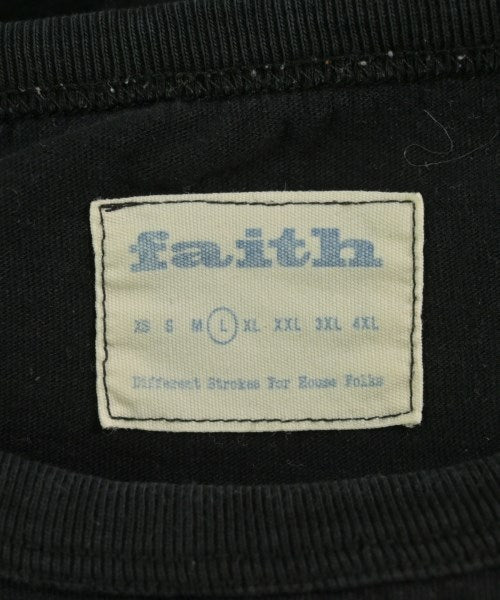 faith
XS S M L XL XXL 3XL 4XL
Different Strokes For House Folks